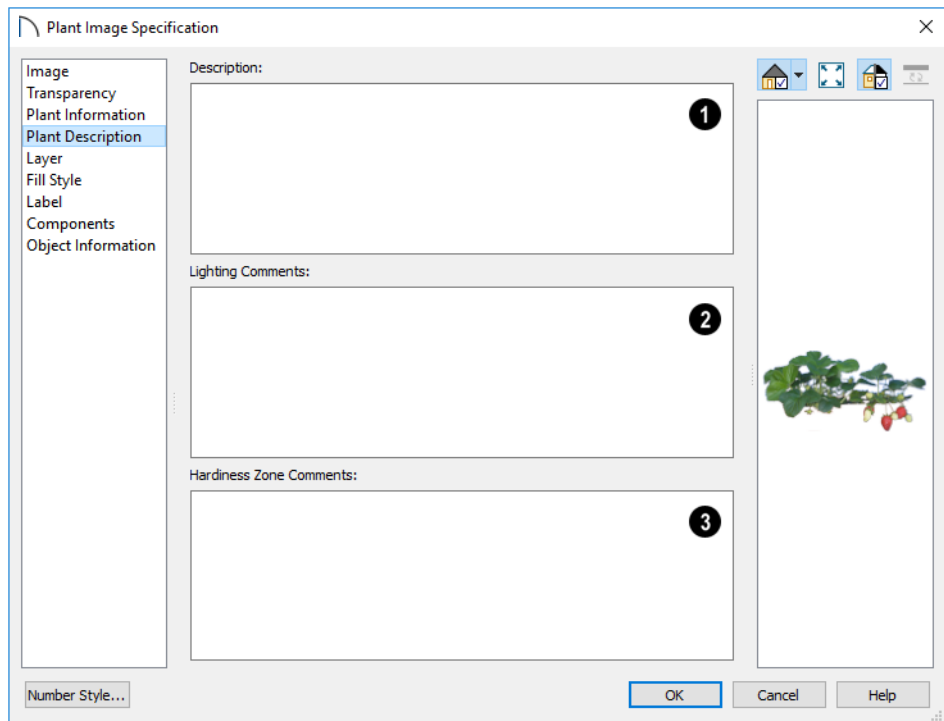 Plant Image Specification
Image
Transparency
Plant Information
Plant Description
Layer
Fill Style
Label
Components
Object Information
Description:
1
Lighting Comments:
2
Hardiness Zone Comments:
3
Number Style...
OK
Cancel
Help